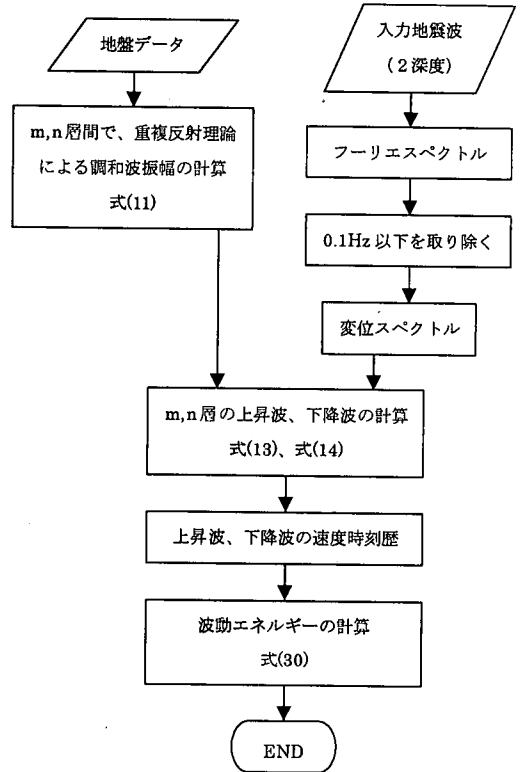 地盤データ
m,n層間で、重複反射理論
による調和波振幅の計算
式(11)
入力地震波
(2深度)
フーリエスペクトル
0.1Hz以下を取り除く
変位スペクトル
m,n層の上昇波、下降波の計算
式(13)、式(14)
上昇波、下降波の速度時刻歴
波動エネルギーの計算
式(30)
END